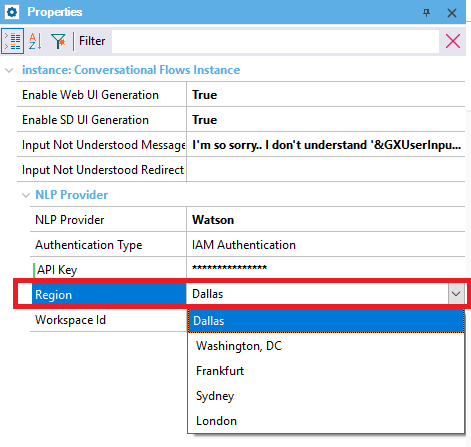 Properties
Filter
instance: Conversational Flows Instance
Enable Web UI Generation True
Enable SD UI Generation True
Input Not Understood Message I'm so sorry.. I don't understand '&GXUserInpu...
Input Not Understood Redirect
NLP Provider
NLP Provider Watson
Authentication Type IAM Authentication
API Key ***************
Region Dallas
Workspace Id Dallas
Washington, DC
Frankfurt
Sydney
London